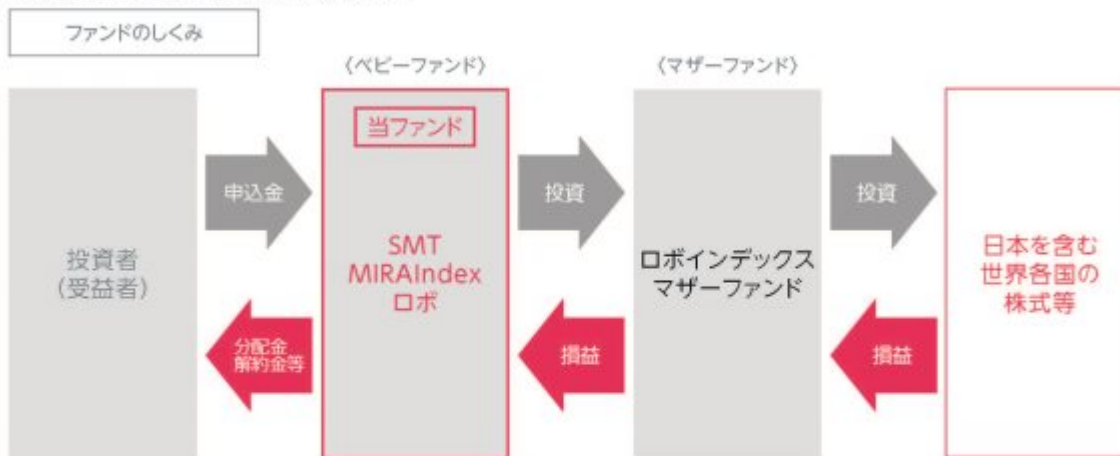 ファンドのしくみ
〈ベビーファンド〉
〈マザーファンド〉
投資者
(受益者)
申込金
分配金
解約金等
当ファンド
SMT
MIRAIndex
ロボ
投資
損益
ロボインデックス
マザーファンド
投資
損益
日本を含む
世界各国の
株式等